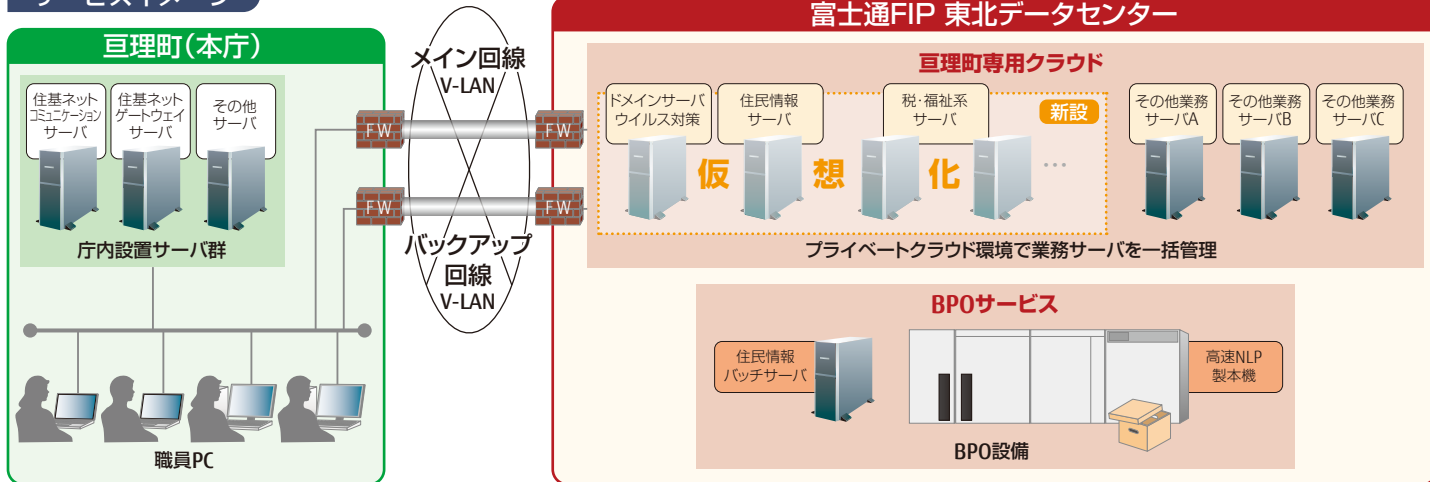 サービスイメージ
亘理町(本庁)
住基ネット
コミュニケーション
サーバ
住基ネット
ゲートウェイ
サーバ
その他
サーバ
庁内設置サーバ群
職員PC
メイン回線
V-LAN
FW
FW
FW
FW
バックアップ
回線
V-LAN
富士通FIP 東北データセンター
亘理町専用クラウド
ドメインサーバ
ウイルス対策
住民情報
サーバ
税・福祉系
サーバ
新設
仮想化
…
その他業務
サーバA
その他業務
サーバB
その他業務
サーバC
プライベートクラウド環境で業務サーバを一括管理
BPOサービス
住民情報
バッチサーバ
高速NLP
製本機
BPO設備